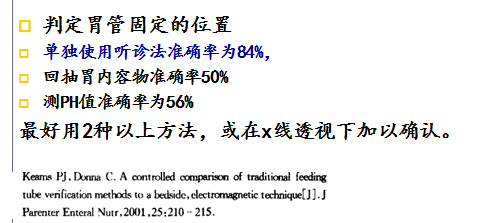 判定胃管固定的位置
单独使用听诊法准确率为84%,
回抽胃内容物准确率50%
测PH值准确率为56%
最好用2种以上方法，或在x线透视下加以确认。
Kearns PJ, Donna C. A controlled comparison of traditional feeding
tube verification methods to a bedside, electromagnetic technique[J]. J
Parenter Enteral Nutr, 2001, 25:210-215.